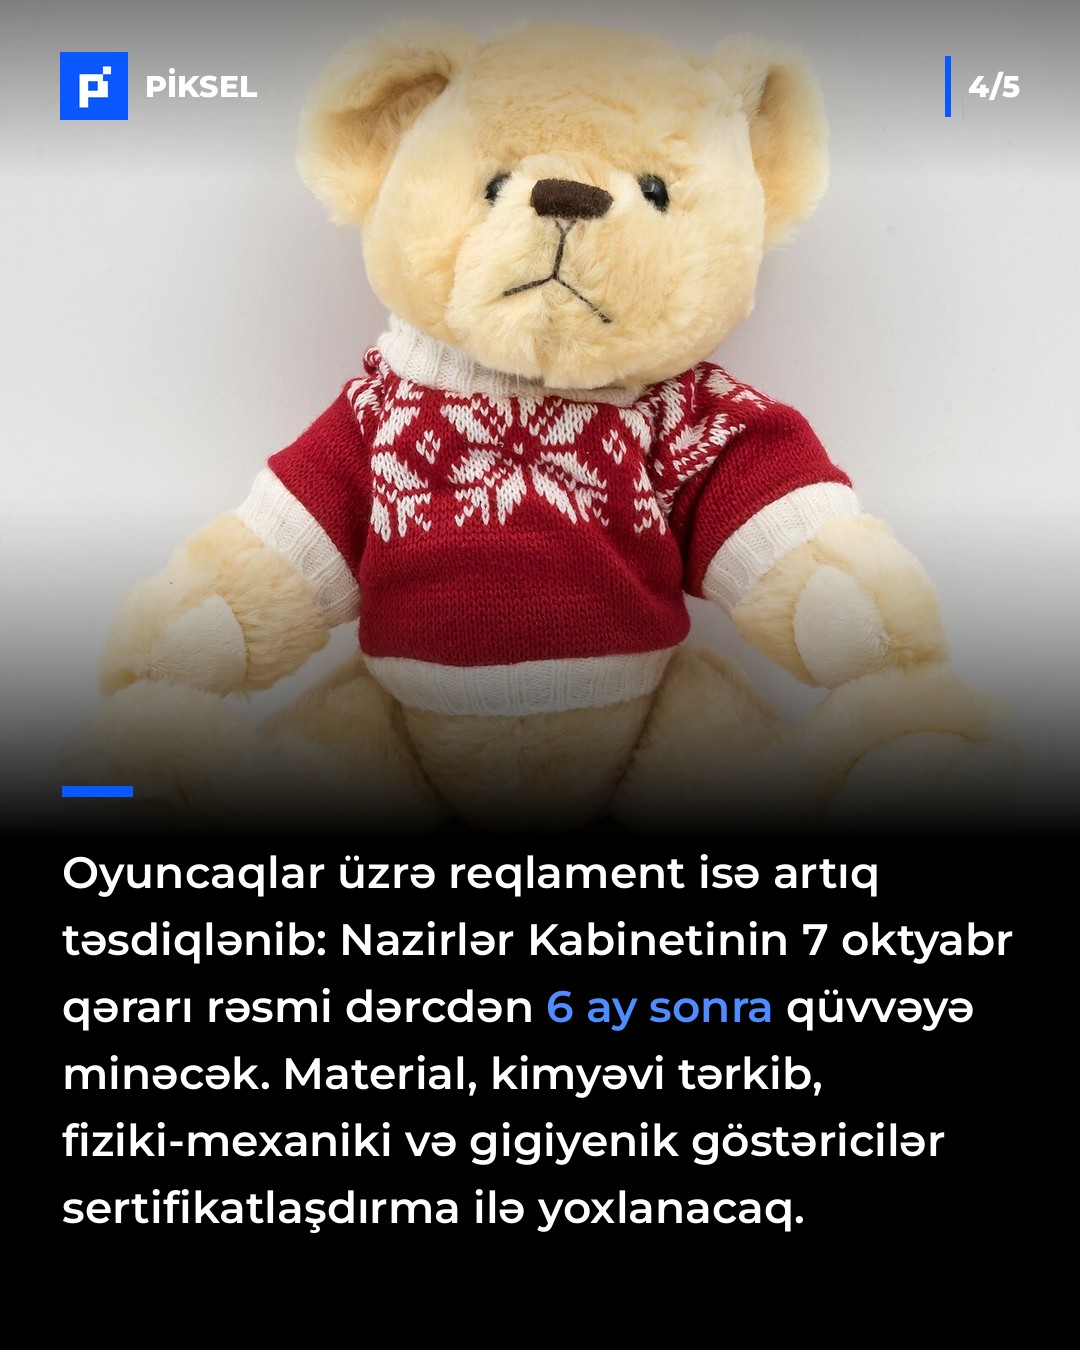 PİKSEL
4/5
Oyuncaqlar üzrə reqlament isə artıq
təsdiqlənib: Nazirlər Kabinetinin 7 oktyabr
qərarı rəsmi dərcdən 6 ay sonra qüvvəyə
minəcək. Material, kimyəvi tərkib,
fiziki-mexaniki və gigiyenik göstəricilər
sertifikatlaşdırma ilə yoxlanacaq.